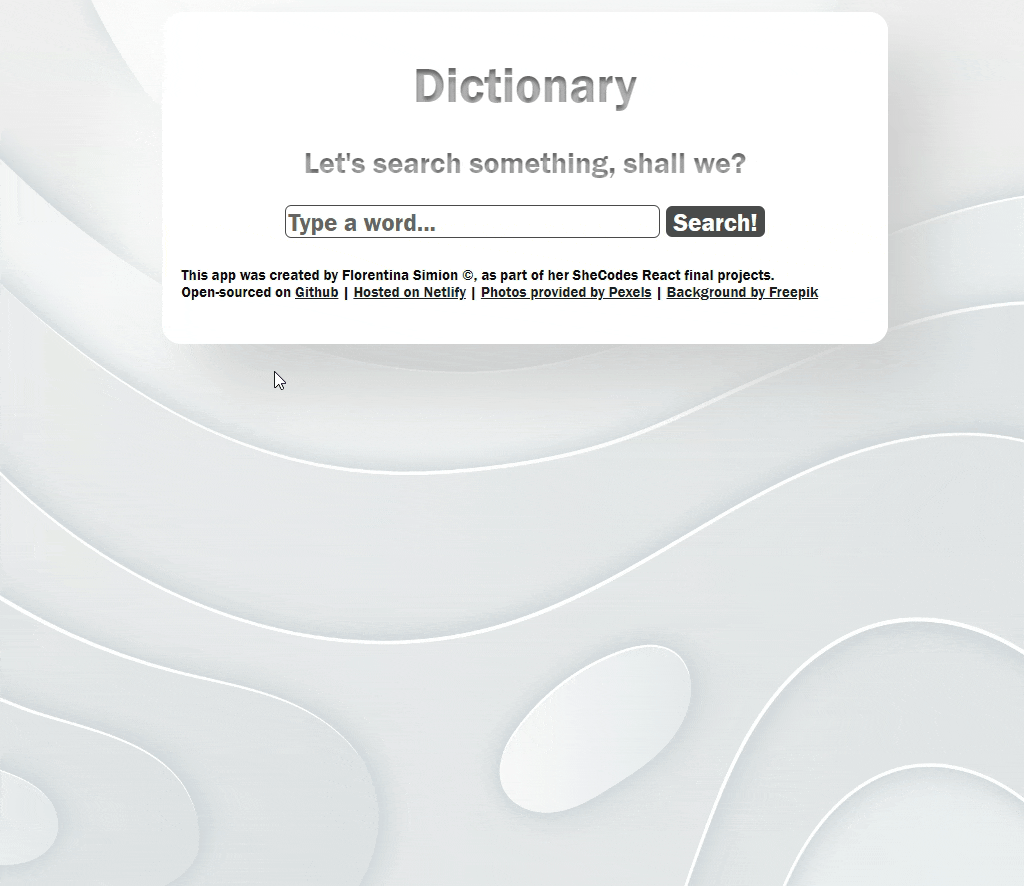 Dictionary
Let's search something, shall we?
Type a word...
Search!
This app was created by Florentina Simion ©, as part of her SheCodes React final projects.
Open-sourced on Github | Hosted on Netlify | Photos provided by Pexels | Background by Freepik